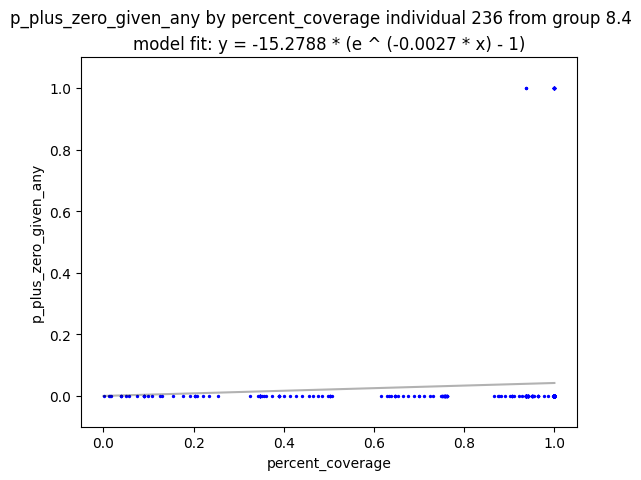 p_plus_zero_given_any by percent_coverage individual 236 from group 8.4
model fit: y = -15.2788 * (e ^ (-0.0027 * x) - 1)
1.0
0.8
0.6
0.4
0.2
0.0
p_plus_zero_given_any
0.0 0.2 0.4 0.6 0.8 1.0
percent_coverage